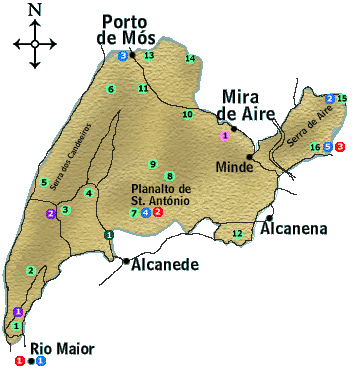 N
Porto
de Mós
3
13
14
6
11
10
Mira
de Aire
1
2
15
Serra de Aire
16
5
3
Minde
Serra dos Candeeiros
9
8
5
4
Planalto de
St. António
2
3
7
4
2
1
12
Alcanena
Alcanede
2
1
1
Rio Maior
1
1